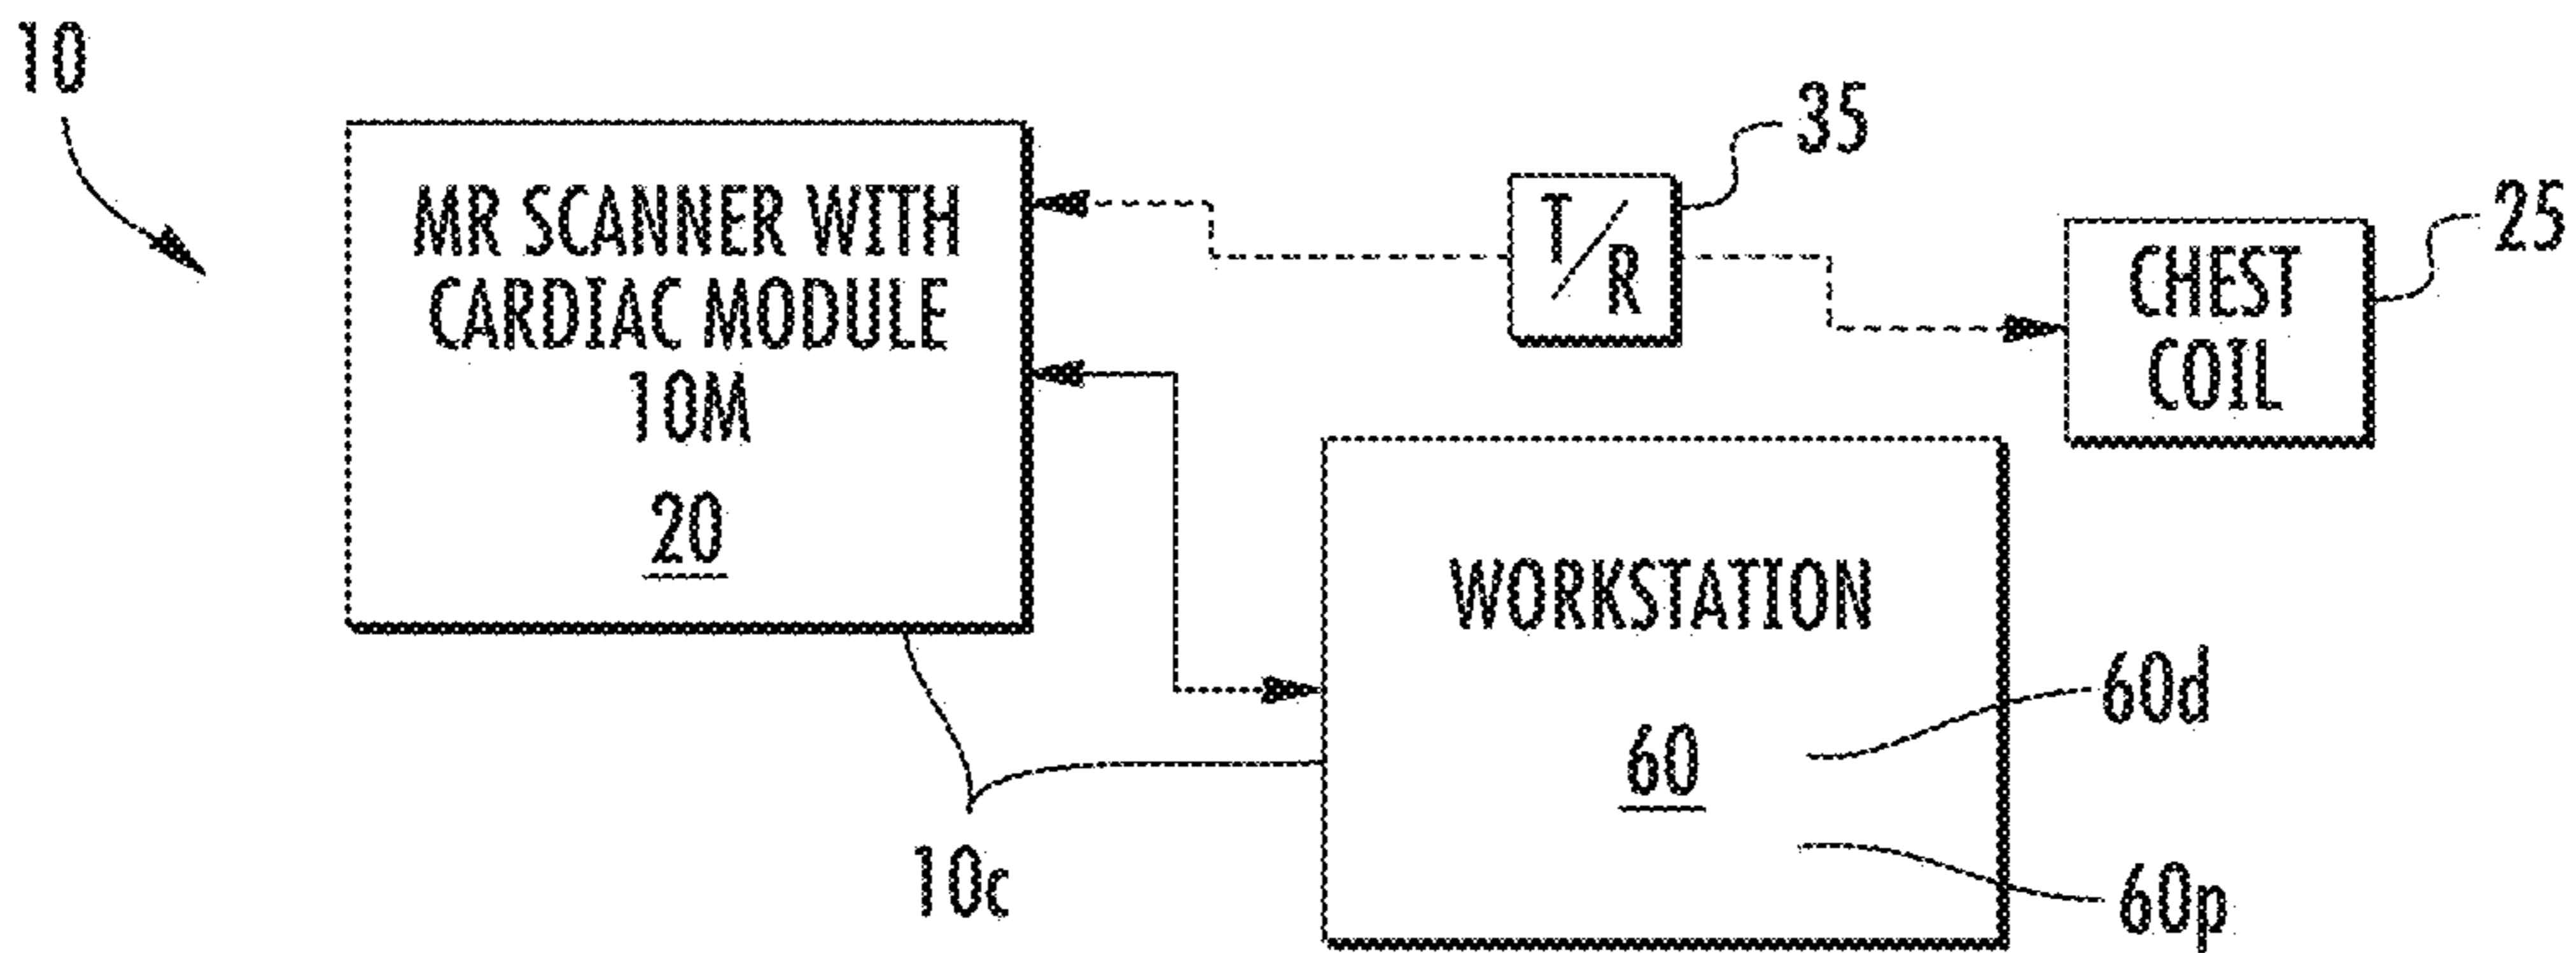 10
MR SCANNER WITH
CARDIAC MODULE
10M
20
T/R
35
CHEST
COIL
25
WORKSTATION
60
60d
60p
10c